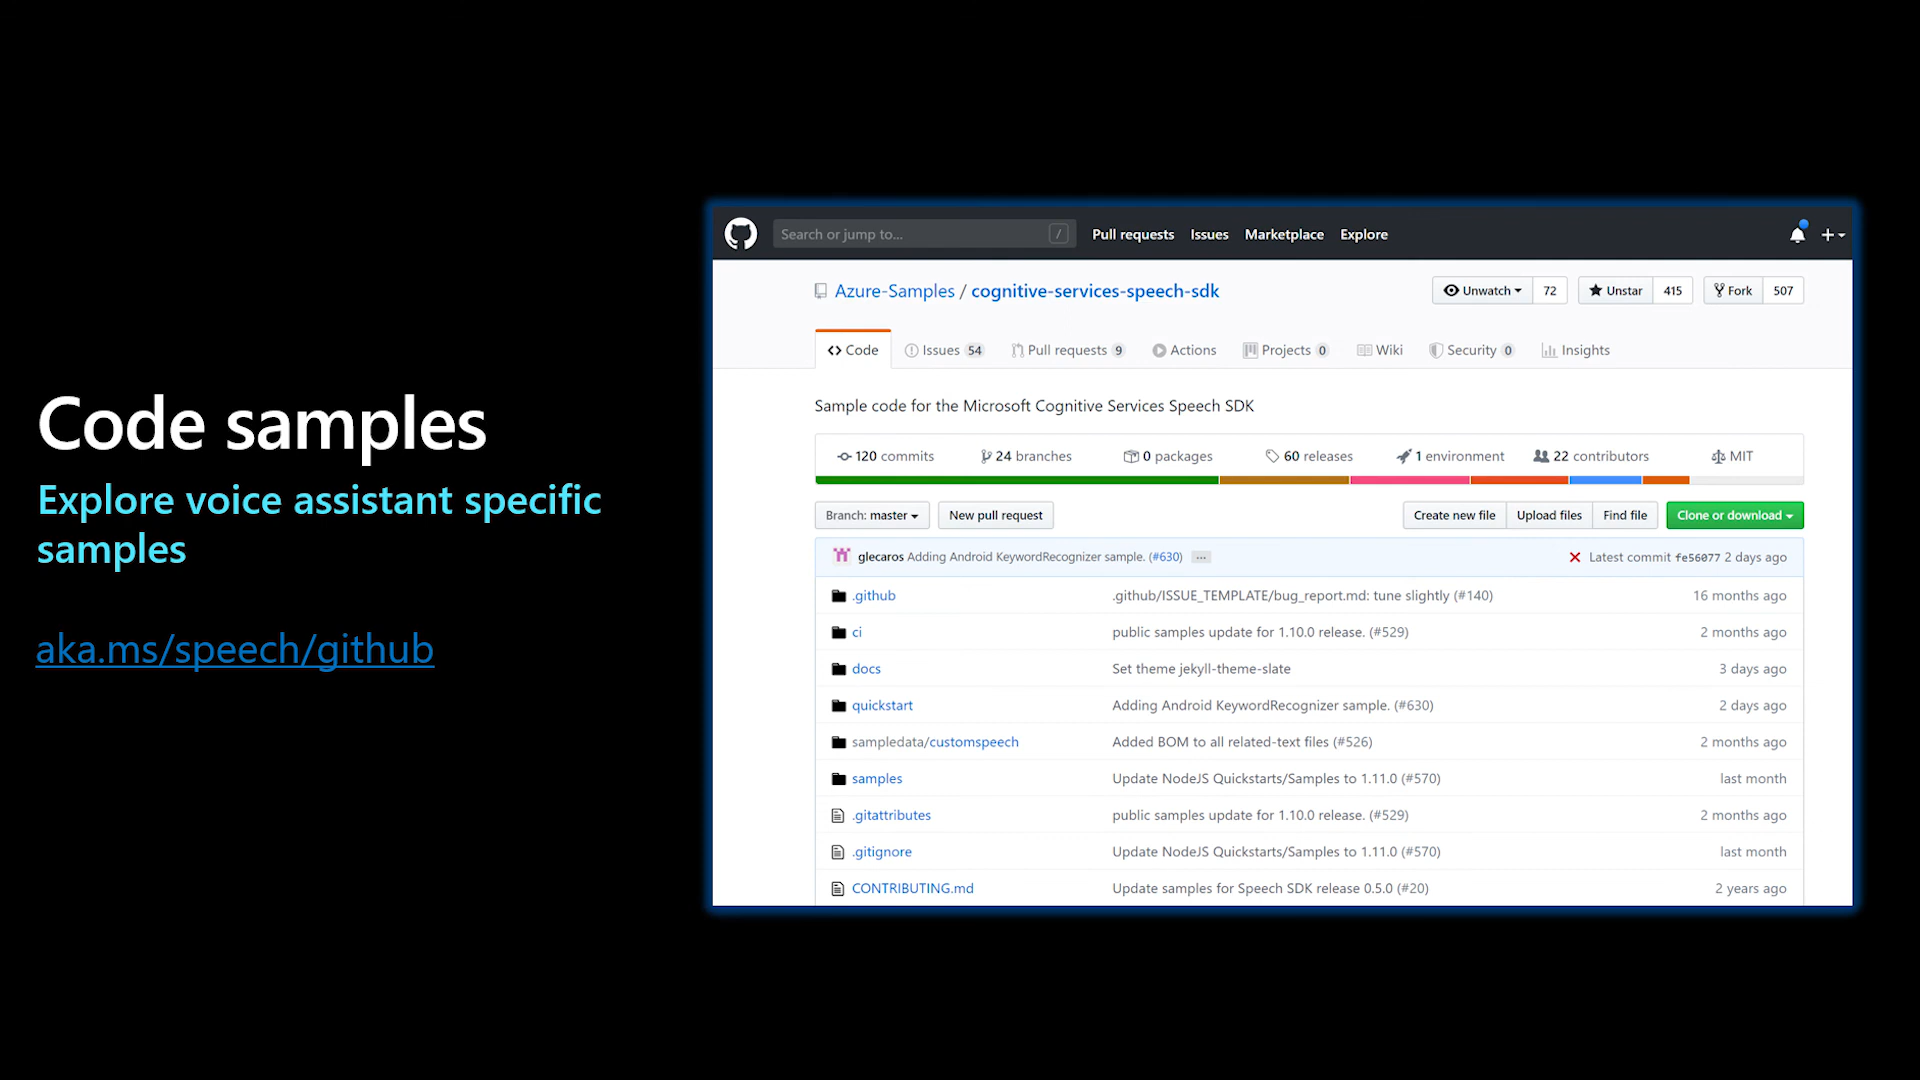 Code samples
Explore voice assistant specific
samples
aka.ms/speech/github
Search or jump to... /
Pull requests Issues Marketplace Explore
Azure-Samples / cognitive-services-speech-sdk
Unwatch 72 Unstar 415 Fork 507
Code Issues 54 Pull requests 9 Actions Projects 0 Wiki Security 0 Insights
Sample code for the Microsoft Cognitive Services Speech SDK
120 commits 24 branches 0 packages 60 releases 1 environment 22 contributors MIT
Branch: master New pull request Create new file Upload files Find file Clone or download
glecaros Adding Android KeywordRecognizer sample. (#630) ... Latest commit fe56077 2 days ago
.github .github/ISSUE_TEMPLATE/bug_report.md: tune slightly (#140) 16 months ago
ci public samples update for 1.10.0 release. (#529) 2 months ago
docs Set theme jekyll-theme-slate 3 days ago
quickstart Adding Android KeywordRecognizer sample. (#630) 2 days ago
sampledata/customspeech Added BOM to all related-text files (#526) 2 months ago
samples Update NodeJS Quickstarts/Samples to 1.11.0 (#570) last month
.gitattributes public samples update for 1.10.0 release. (#529) 2 months ago
.gitignore Update NodeJS Quickstarts/Samples to 1.11.0 (#570) last month
CONTRIBUTING.md Update samples for Speech SDK release 0.5.0 (#20) 2 years ago